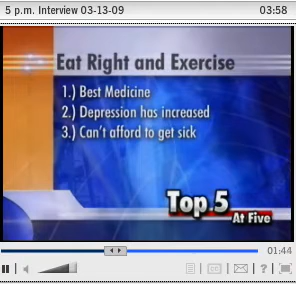 5 p.m. Interview 03-13-09 03:58
Eat Right and Exercise
1.) Best Medicine
2.) Depression has increased
3.) Can't afford to get sick
Top.5
At Five
01:44
CC
?